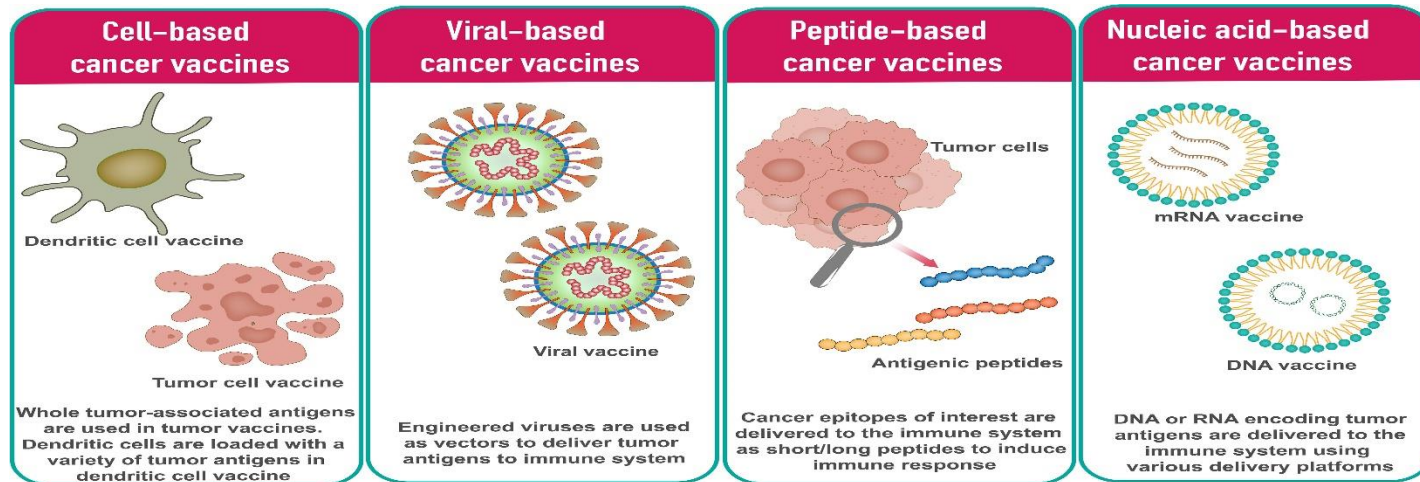 Cell-based
cancer vaccines
Dendritic cell vaccine
Tumor cell vaccine
Whole tumor-associated antigens
are used in tumor vaccines.
Dendritic cells are loaded with a
variety of tumor antigens in
dendritic cell vaccine
Viral-based
cancer vaccines
Viral vaccine
Engineered viruses are used
as vectors to deliver tumor
antigens to immune system
Peptide-based
cancer vaccines
Tumor cells
Antigenic peptides
Cancer epitopes of interest are
delivered to the immune system
as short/long peptides to induce
immune response
Nucleic acid-based
cancer vaccines
mRNA vaccine
DNA vaccine
DNA or RNA encoding tumor
antigens are delivered to the
immune system using
various delivery platforms